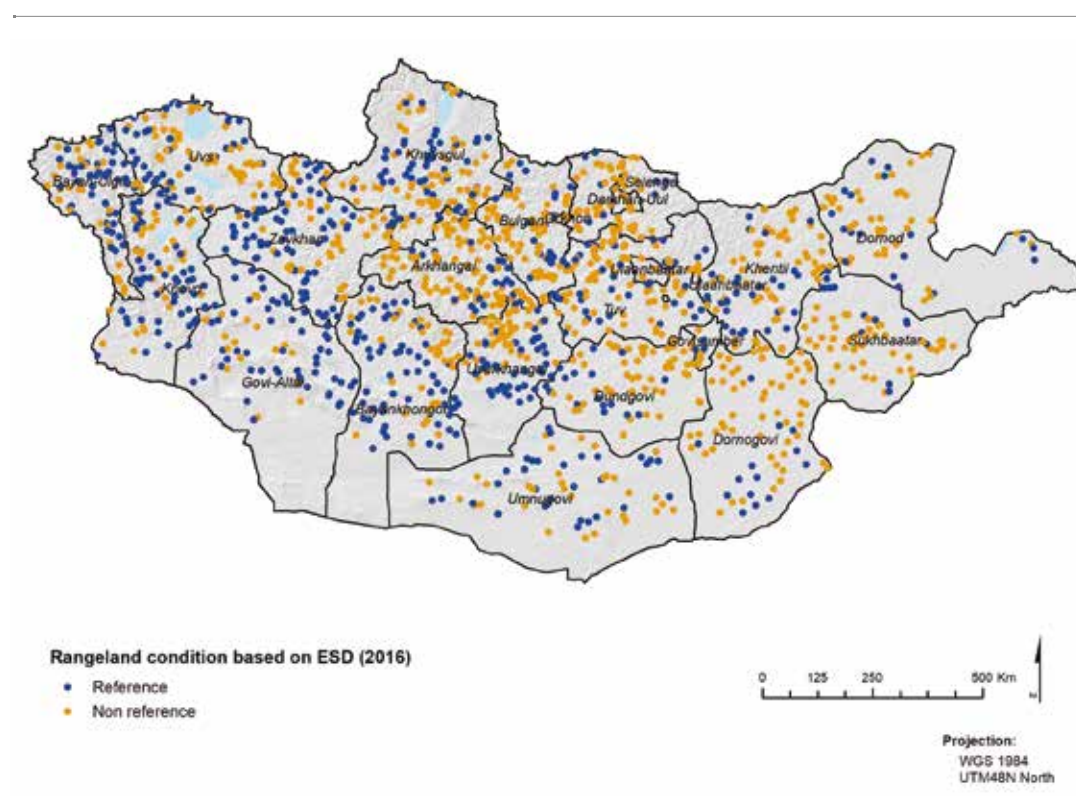 Uvs
Khuvsgul
Bayan-Ulgii
Selenge
Darkhan-Uul
Bulgan
Zavkhan
Dornod
Arkhangai
Ulaanbaatar
Khentii
Khovd
Ulaanbaatar
Tuv
Sukhbaatar
Uvurkhangai
Govi-Altai
Dundgovi
Bayankhongor
Dornogovi
Umnugovi
Rangeland condition based on ESD (2016)
Reference
Non reference
0 125 250 500 Km
N
Projection:
WGS 1984
UTM48N North